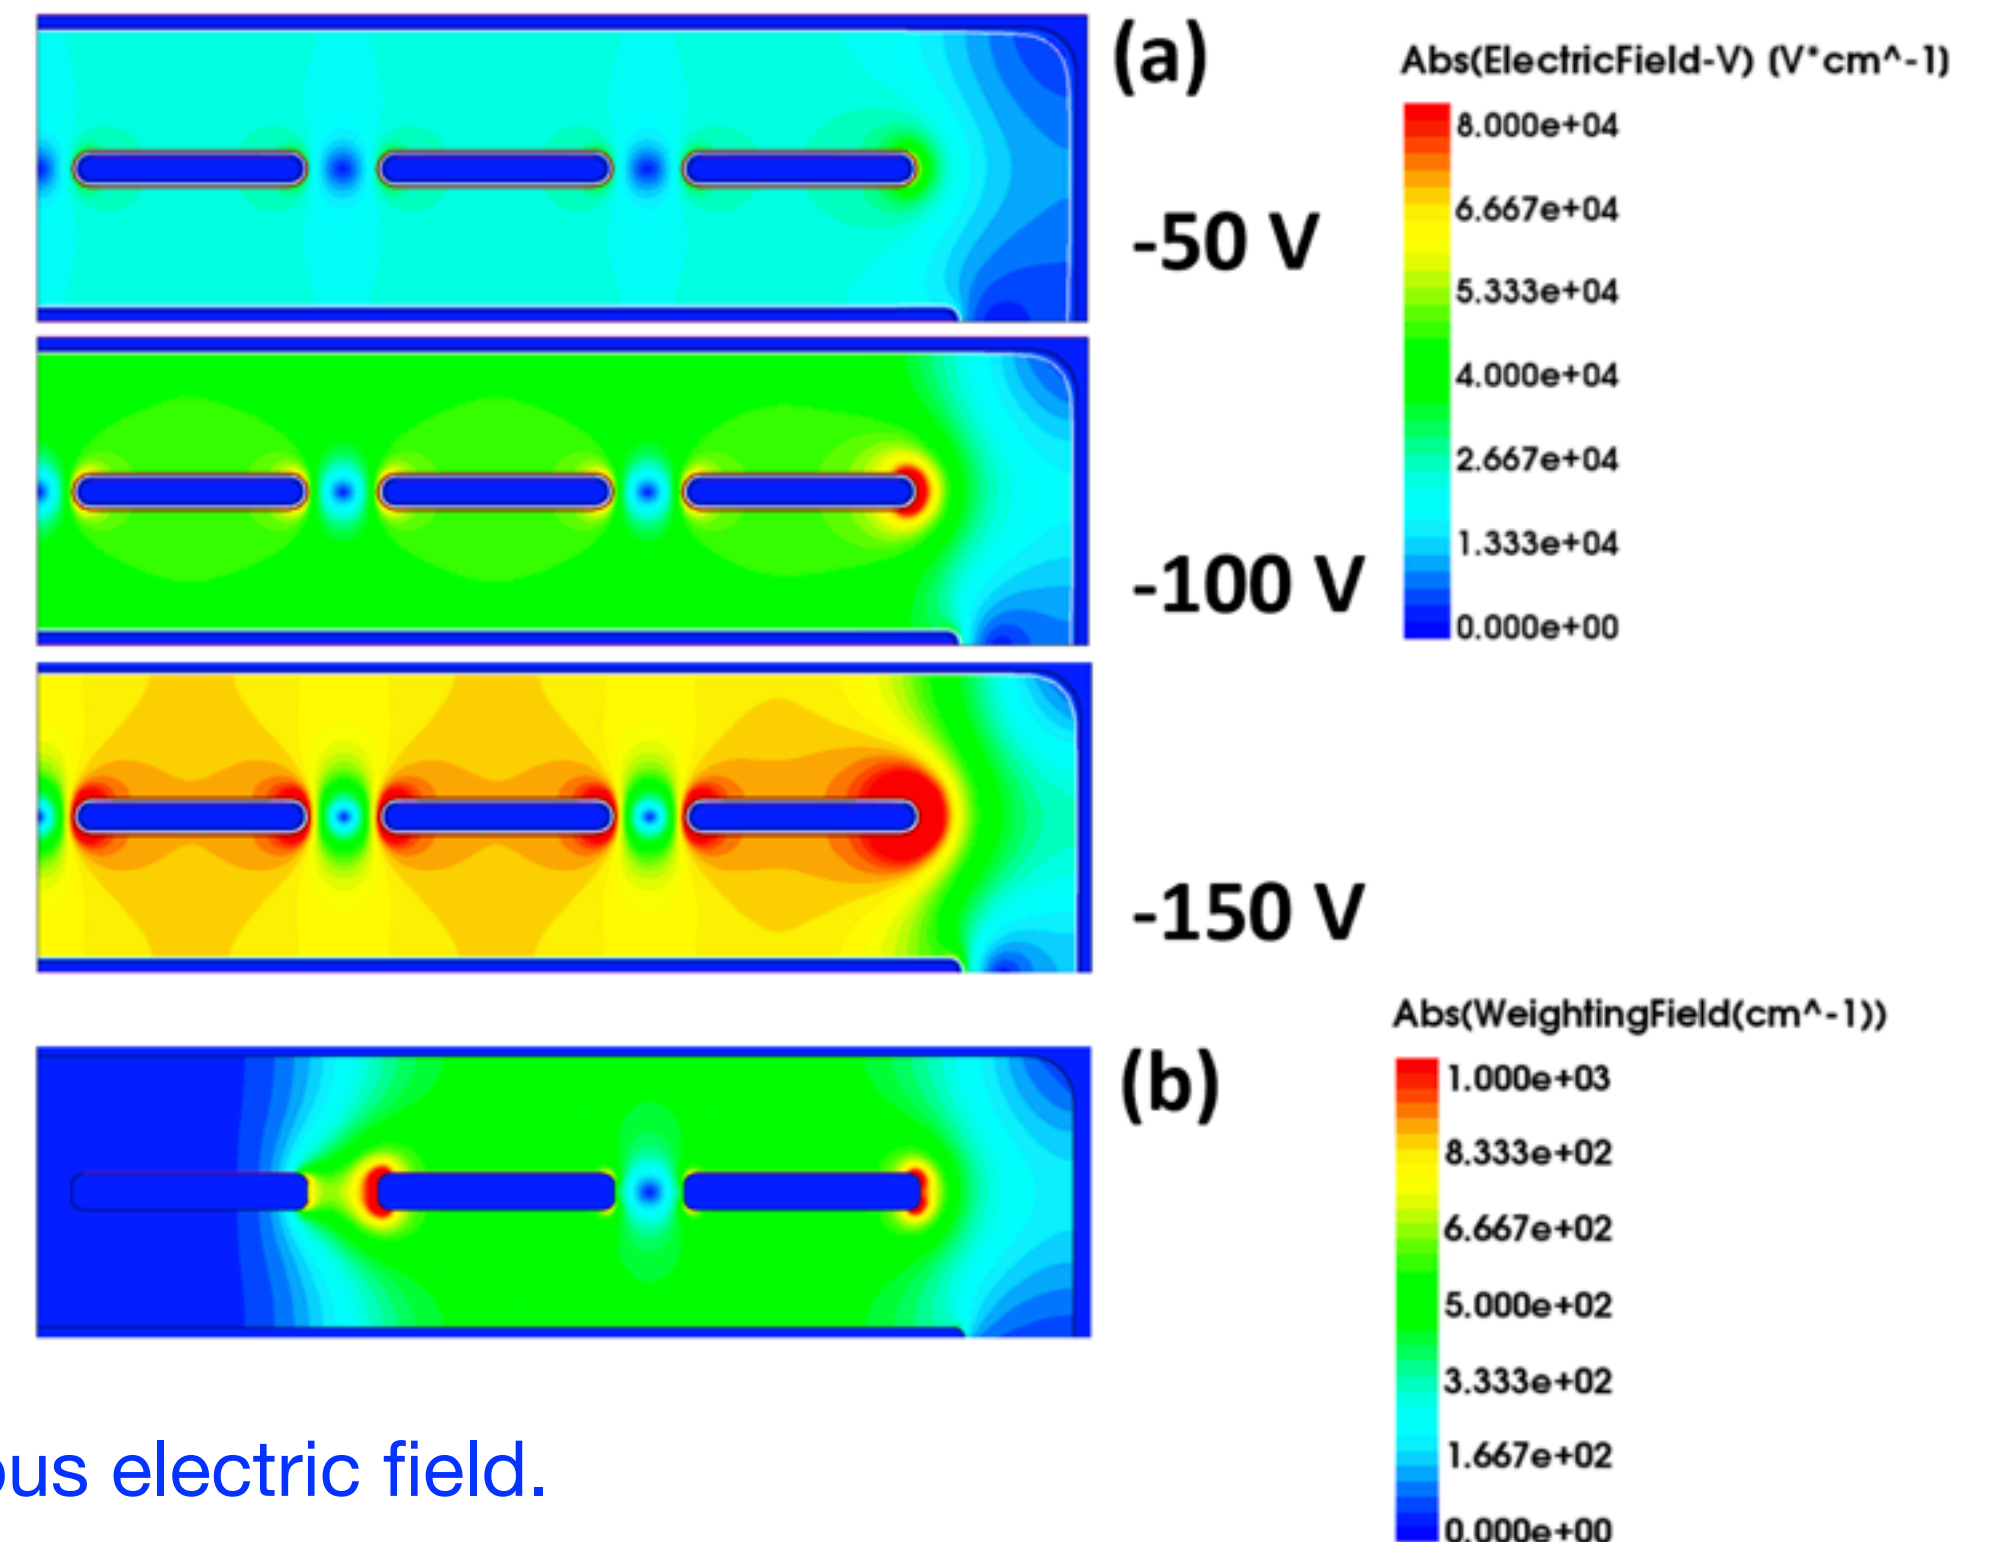 (a)
Abs(ElectricField-V) (V*cm^-1)
8.000e+04
6.667e+04
5.333e+04
4.000e+04
2.667e+04
1.333e+04
0.000e+00
-50 V
-100 V
-150 V
(b)
Abs(WeightingField(cm^-1))
1.000e+03
8.333e+02
6.667e+02
5.000e+02
3.333e+02
1.667e+02
0.000e+00
electric field.